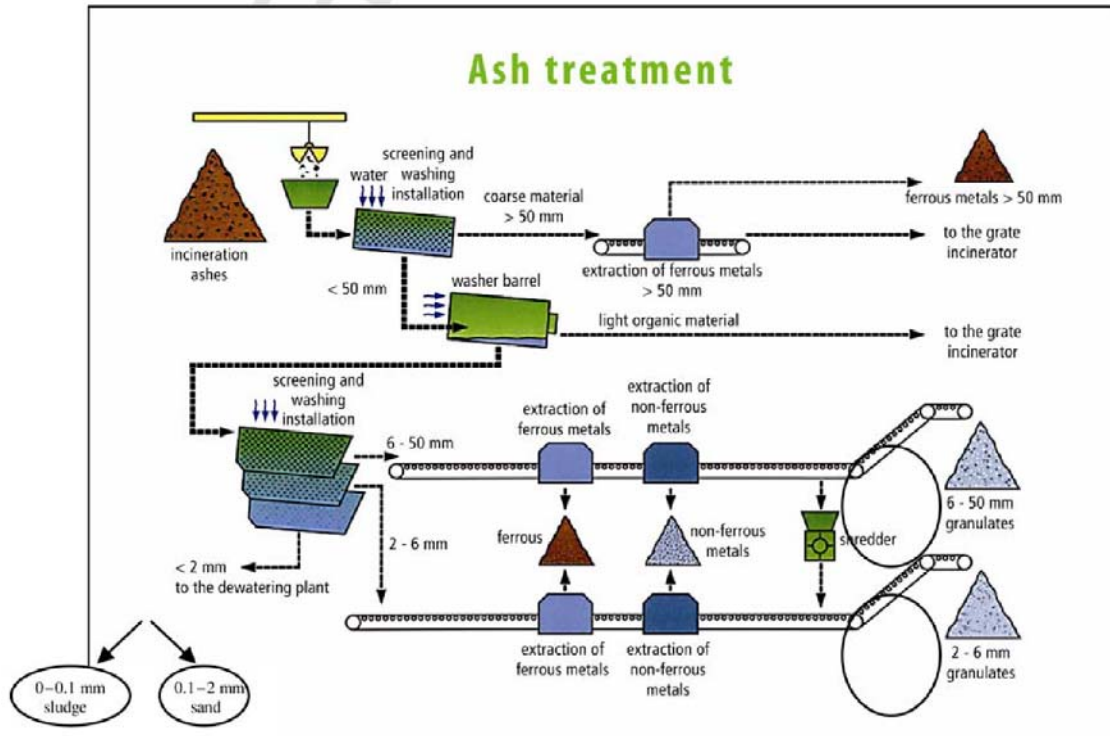 Ash treatment
incineration
ashes
water
screening and
washing
installation
coarse material
> 50 mm
extraction of ferrous metals
> 50 mm
ferrous metals > 50 mm
to the grate
incinerator
< 50 mm
washer barrel
light organic material
to the grate
incinerator
screening and
washing
installation
6 - 50 mm
extraction of
ferrous metals
extraction of
non-ferrous
metals
2 - 6 mm
ferrous
non-ferrous
metals
shredder
6 - 50 mm
granulates
< 2 mm
to the dewatering plant
extraction of
ferrous metals
extraction of
non-ferrous
metals
2 - 6 mm
granulates
0–0.1 mm
sludge
0.1–2 mm
sand